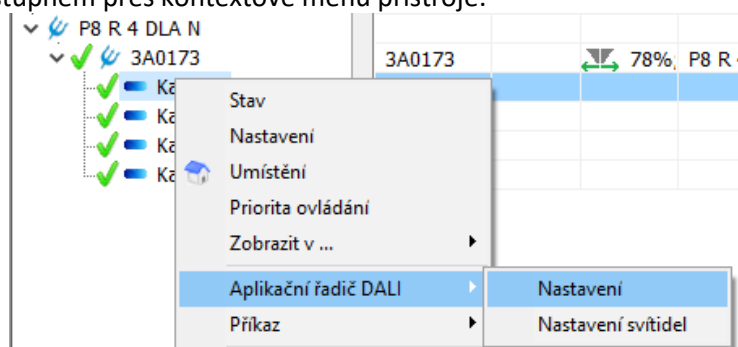 přes kontextové menu přístroje.
P8 R 4 DLA N
3A0173
3A0173 78%; P8 R
Ka
Ka
Ka
Ka
Stav
Nastavení
Umístění
Priorita ovládání
Zobrazit v ...
Aplikační řadič DALI
Příkaz
Nastavení
Nastavení svítidel